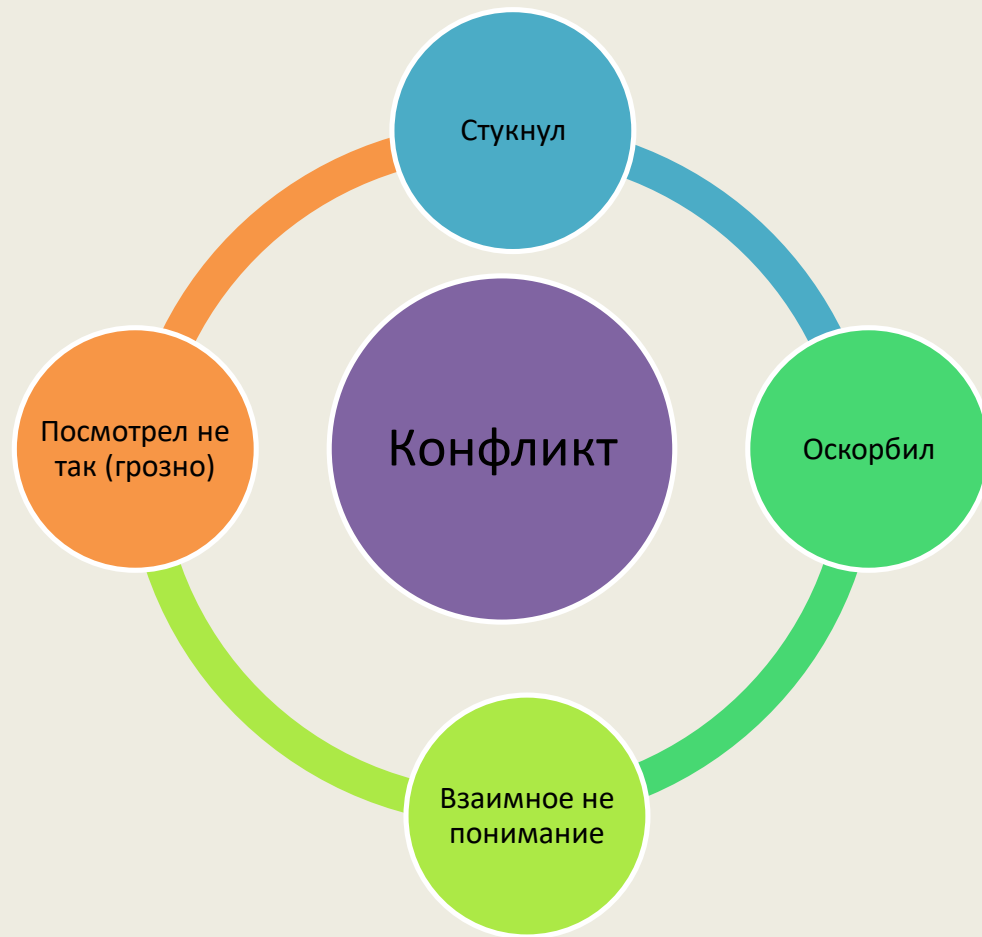 Стукнул
Посмотрел не
так (грозно)
Конфликт
Оскорбил
Взаимное не
понимание